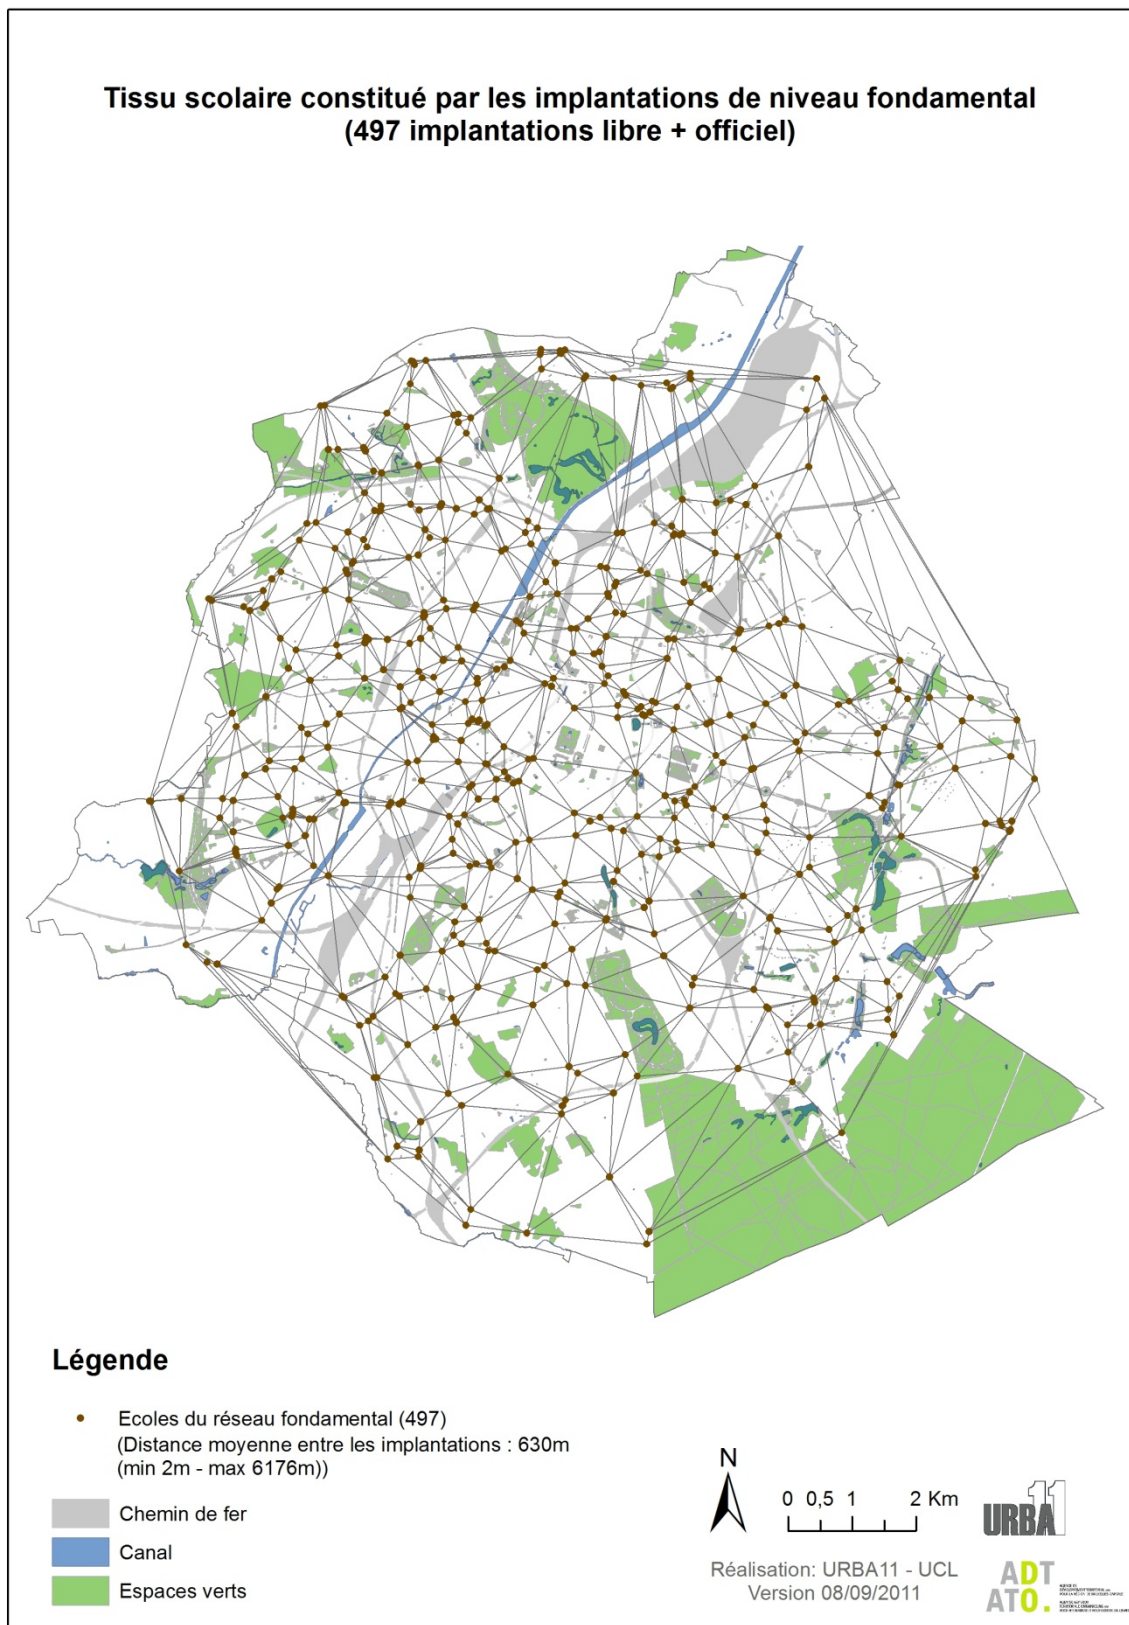 Tissu scolaire constitué par les implantations de niveau fondamental
(497 implantations libre + officiel)
Légende
Ecoles du réseau fondamental (497)
(Distance moyenne entre les implantations : 630m
(min 2m - max 6176m))
Chemin de fer
Canal
Espaces verts
N
0 0,5 1 2 Km
URBA11
Réalisation: URBA11 - UCL
Version 08/09/2011
ADT
ATO.